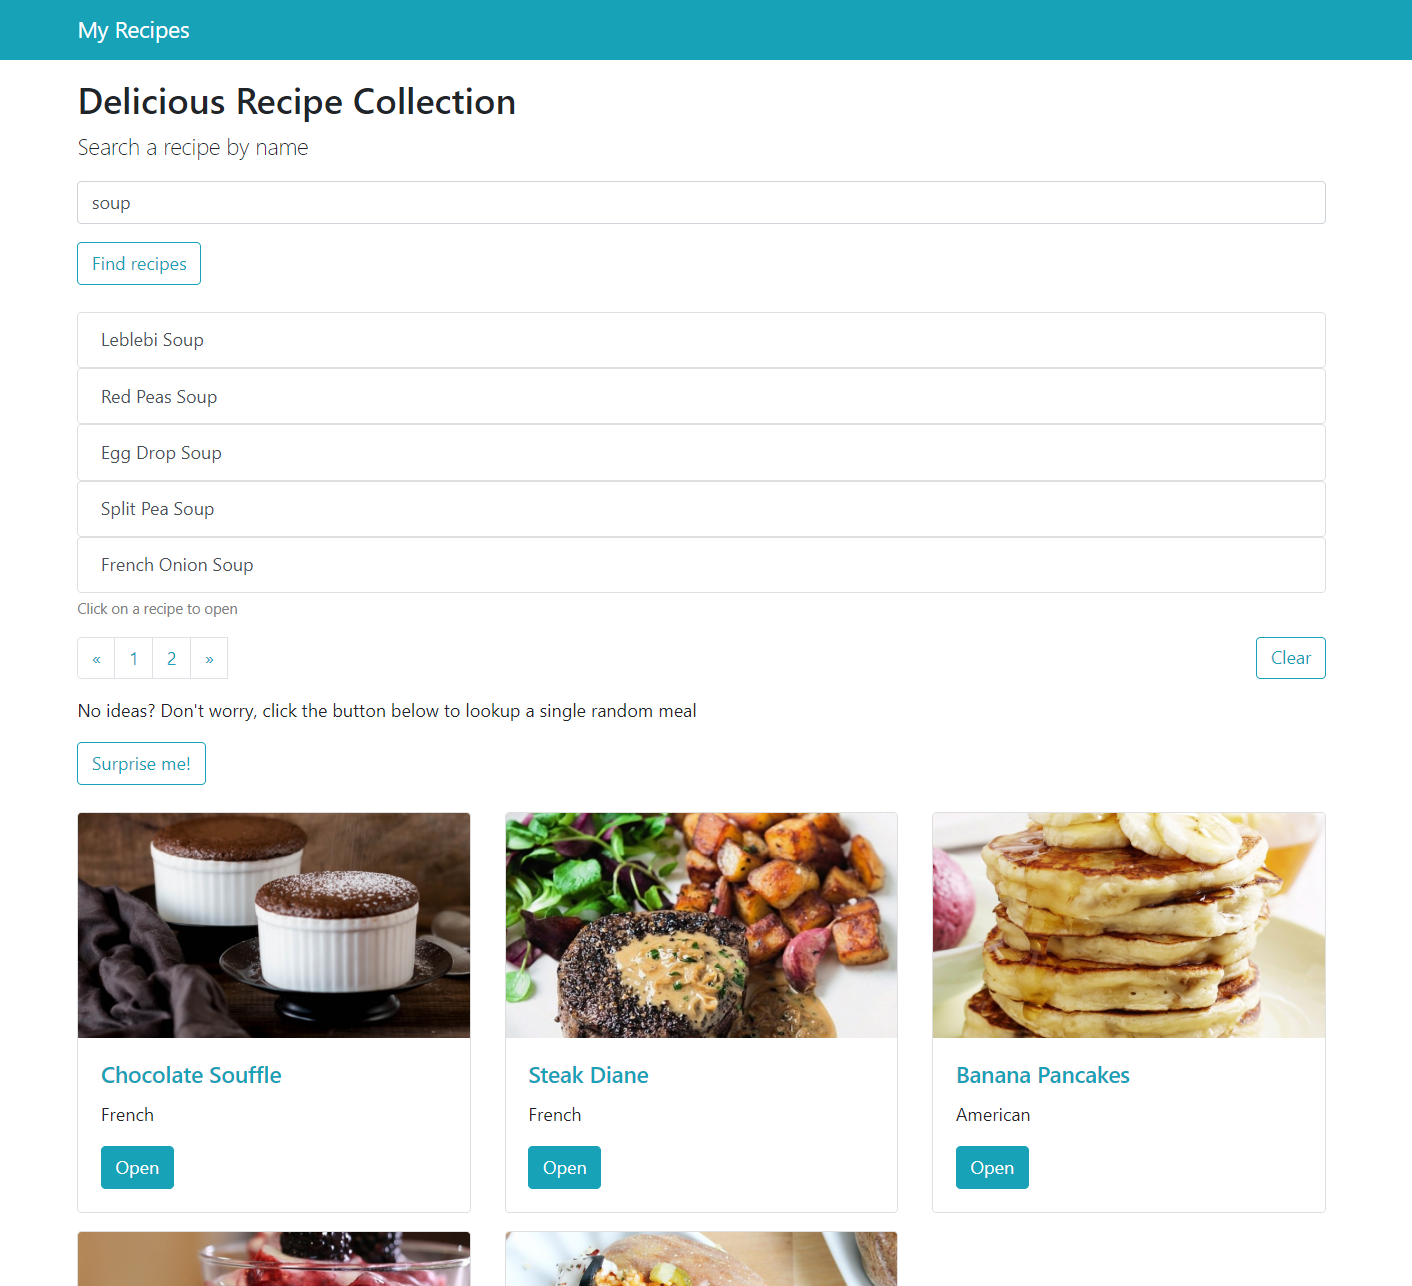 My Recipes
Delicious Recipe Collection
Search a recipe by name
soup
Find recipes
Leblebi Soup
Red Peas Soup
Egg Drop Soup
Split Pea Soup
French Onion Soup
Click on a recipe to open
« 1 2 »
Clear
No ideas? Don't worry, click the button below to lookup a single random meal
Surprise me!
Chocolate Souffle
French
Open
Steak Diane
French
Open
Banana Pancakes
American
Open